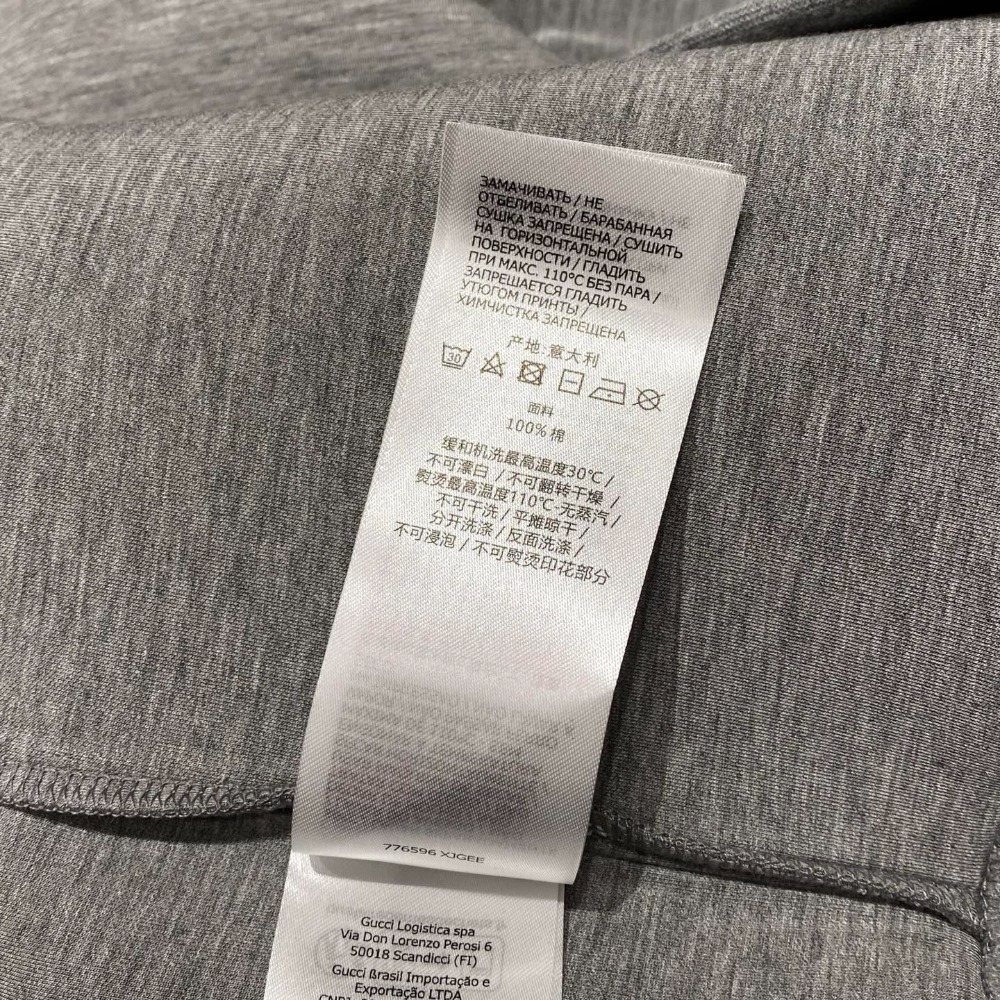 ЗАМАЧИВАТЬ / НЕ
ОТБЕЛИВАТЬ / БАРАБАННАЯ
СУШКА ЗАПРЕЩЕНА / СУШИТЬ
НА ГОРИЗОНТАЛЬНОЙ
ПОВЕРХНОСТИ / ГЛАДИТЬ
ПРИ МАКС. 110°C БЕЗ ПАРА /
ЗАПРЕЩАЕТСЯ ГЛАДИТЬ
УТЮГОМ ПРИНТЫ /
ХИМЧИСТКА ЗАПРЕЩЕНА
产地:意大利
30
面料
100% 棉
缓和机洗最高温度30℃ /
不可漂白 / 不可翻转干燥 /
熨烫最高温度110℃-无蒸汽 /
不可干洗 / 平摊晾干 /
分开洗涤 / 反面洗涤 /
不可浸泡 / 不可熨烫印花部分
776596 XJGEE
Gucci Logistica spa
Via Don Lorenzo Perosi 6
50018 Scandicci (FI)
Gucci Brasil Importação e
Exportação LTDA